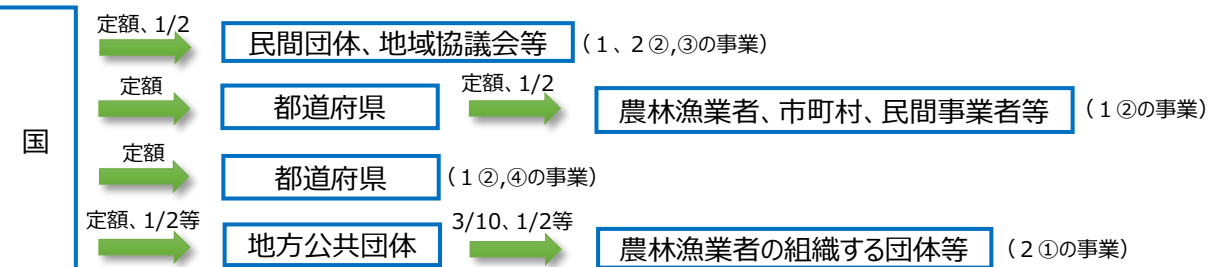 定額、1/2
民間団体、地域協議会等 (1、2②,③の事業)
定額 定額、1/2
都道府県 農林漁業者、市町村、民間事業者等 (1②の事業)
国
定額
都道府県 (1②,④の事業)
定額、1/2等 3/10、1/2等
地方公共団体 農林漁業者の組織する団体等 (2①の事業)